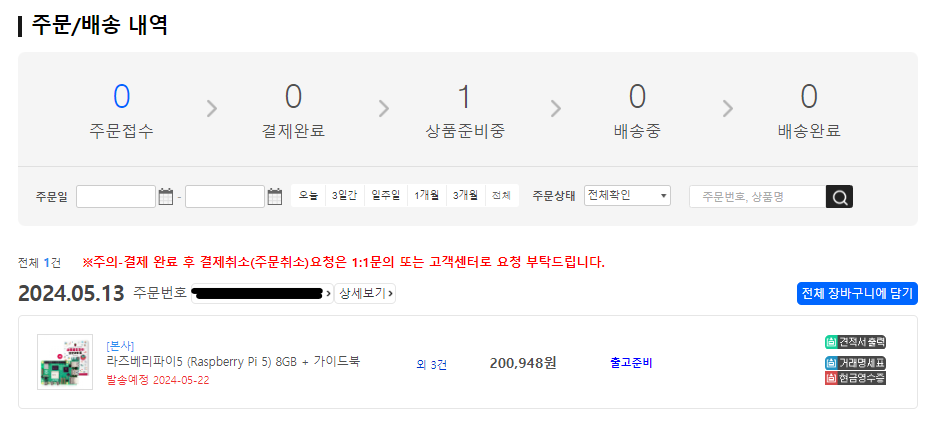 주문/배송 내역
0 > 0 > 1 > 0 > 0
주문접수 결제완료 상품준비중 배송중 배송완료
주문일 - 오늘 3일간 일주일 1개월 3개월 전체 주문상태 전체확인 주문번호, 상품명
전체 1건 ※주의-결제 완료 후 결제취소(주문취소)요청은 1:1문의 또는 고객센터로 요청 부탁드립니다.
2024.05.13 주문번호 > 상세보기 > 전체 장바구니에 담기
[본사]
라즈베리파이5 (Raspberry Pi 5) 8GB + 가이드북
발송예정 2024-05-22
외 3건
200,948원
출고준비
견적서출력
거래명세표
현금영수증